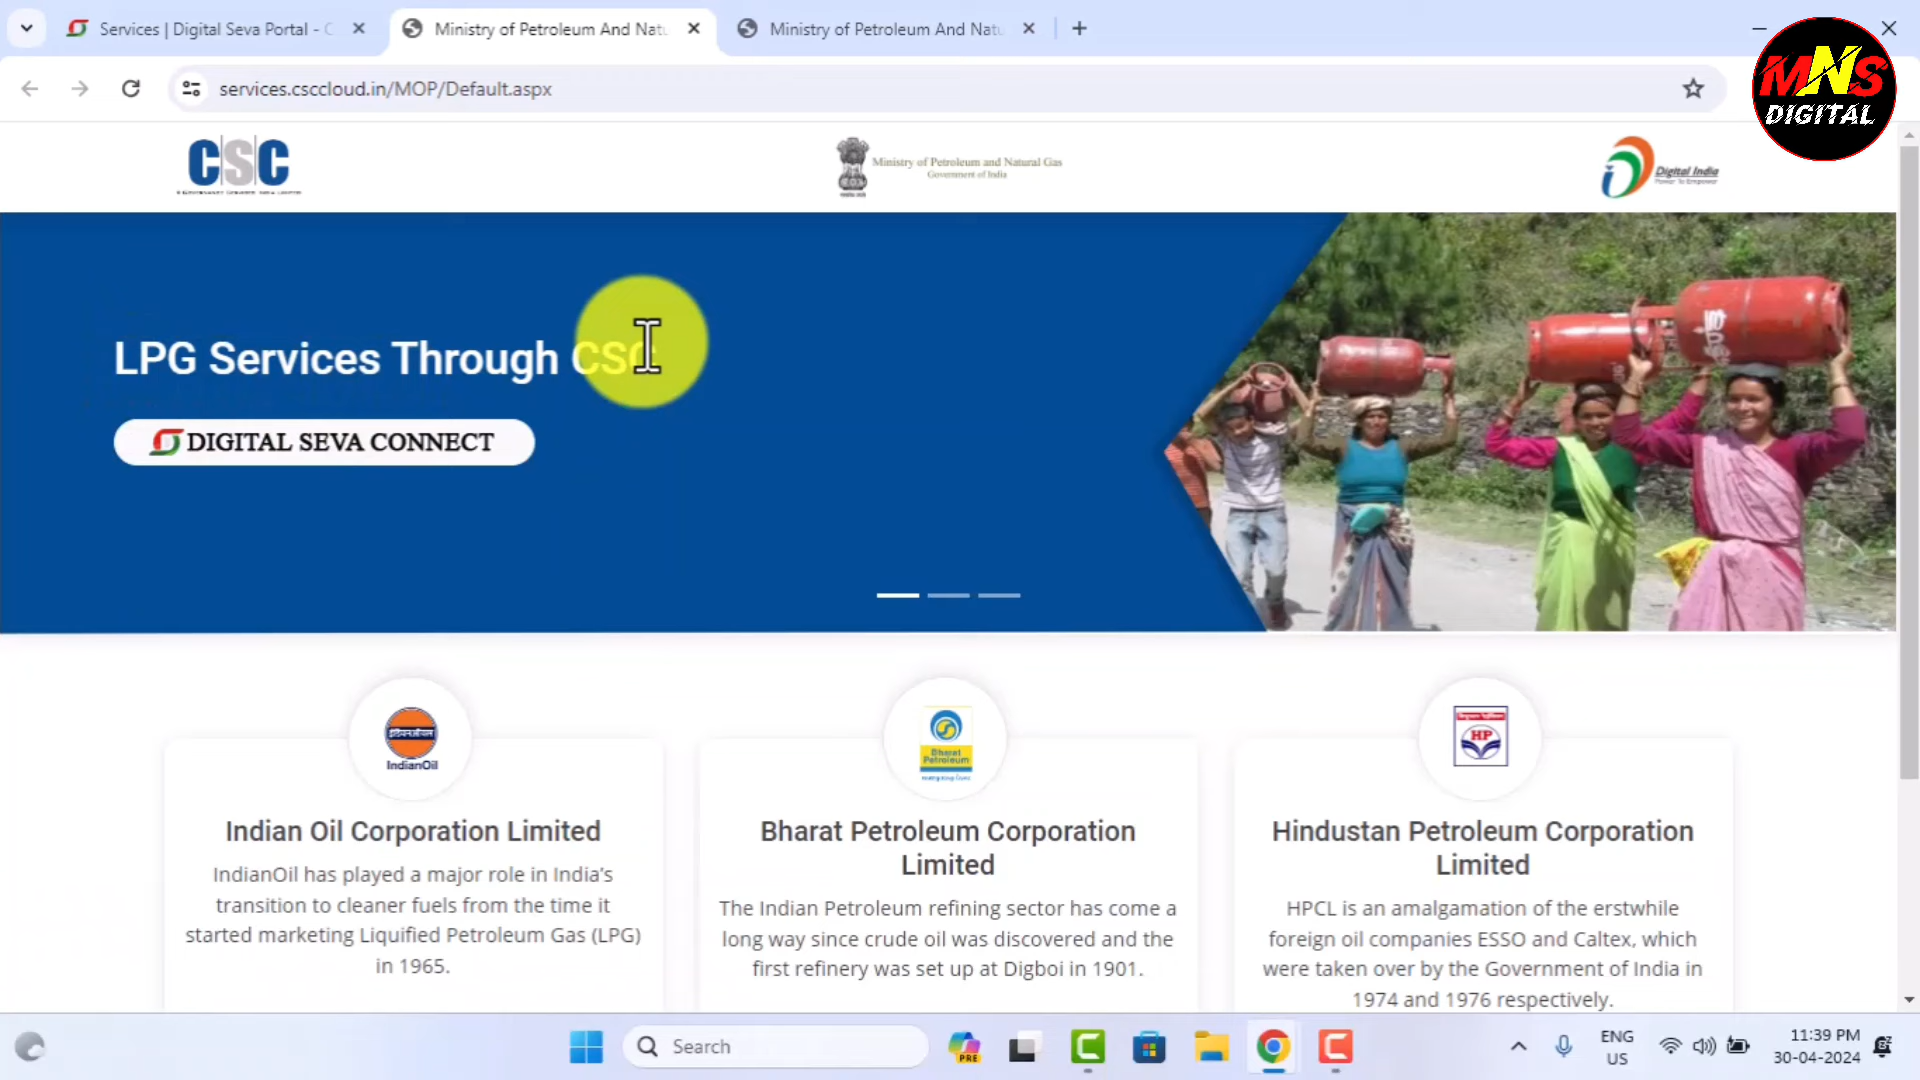 Services | Digital Seva Portal - C
Ministry of Petroleum And Natu
Ministry of Petroleum And Natu
services.csccloud.in/MOP/Default.aspx
MNS
DIGITAL
CSC
Ministry of Petroleum and Natural Gas
Government of India
Digital India
Power To Empower
LPG Services Through CSC
DIGITAL SEVA CONNECT
इंडियनऑयल
IndianOil
Bharat
Petroleum
HP
Indian Oil Corporation Limited
IndianOil has played a major role in India's
transition to cleaner fuels from the time it
started marketing Liquified Petroleum Gas (LPG)
in 1965.
Bharat Petroleum Corporation
Limited
The Indian Petroleum refining sector has come a
long way since crude oil was discovered and the
first refinery was set up at Digboi in 1901.
Hindustan Petroleum Corporation
Limited
HPCL is an amalgamation of the erstwhile
foreign oil companies ESSO and Caltex, which
were taken over by the Government of India in
1974 and 1976 respectively.
Search
PRE
ENG
US
11:39 PM
30-04-2024